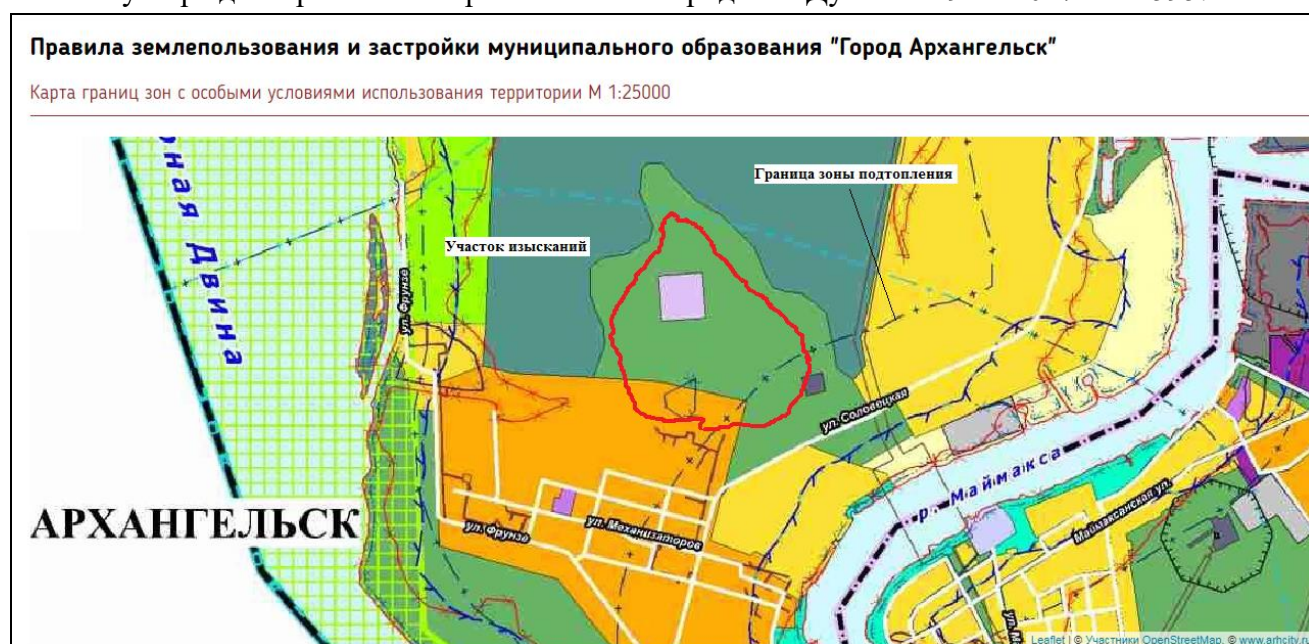 Правила землепользования и застройки муниципального образования "Город Архангельск"
Карта границ зон с особыми условиями использования территории М 1:25000
Граница зоны подтопления
Участок изысканий
рная Двина
ул. Фрунзе
ул. Соловецкая
р. Маймакса
АРХАНГЕЛЬСК
ул. Фрунзе
ул. Механизаторов
Маймаксанская ул.
ул. М
Leaflet | © Участники OpenStreetMap, © www.arhcity.r